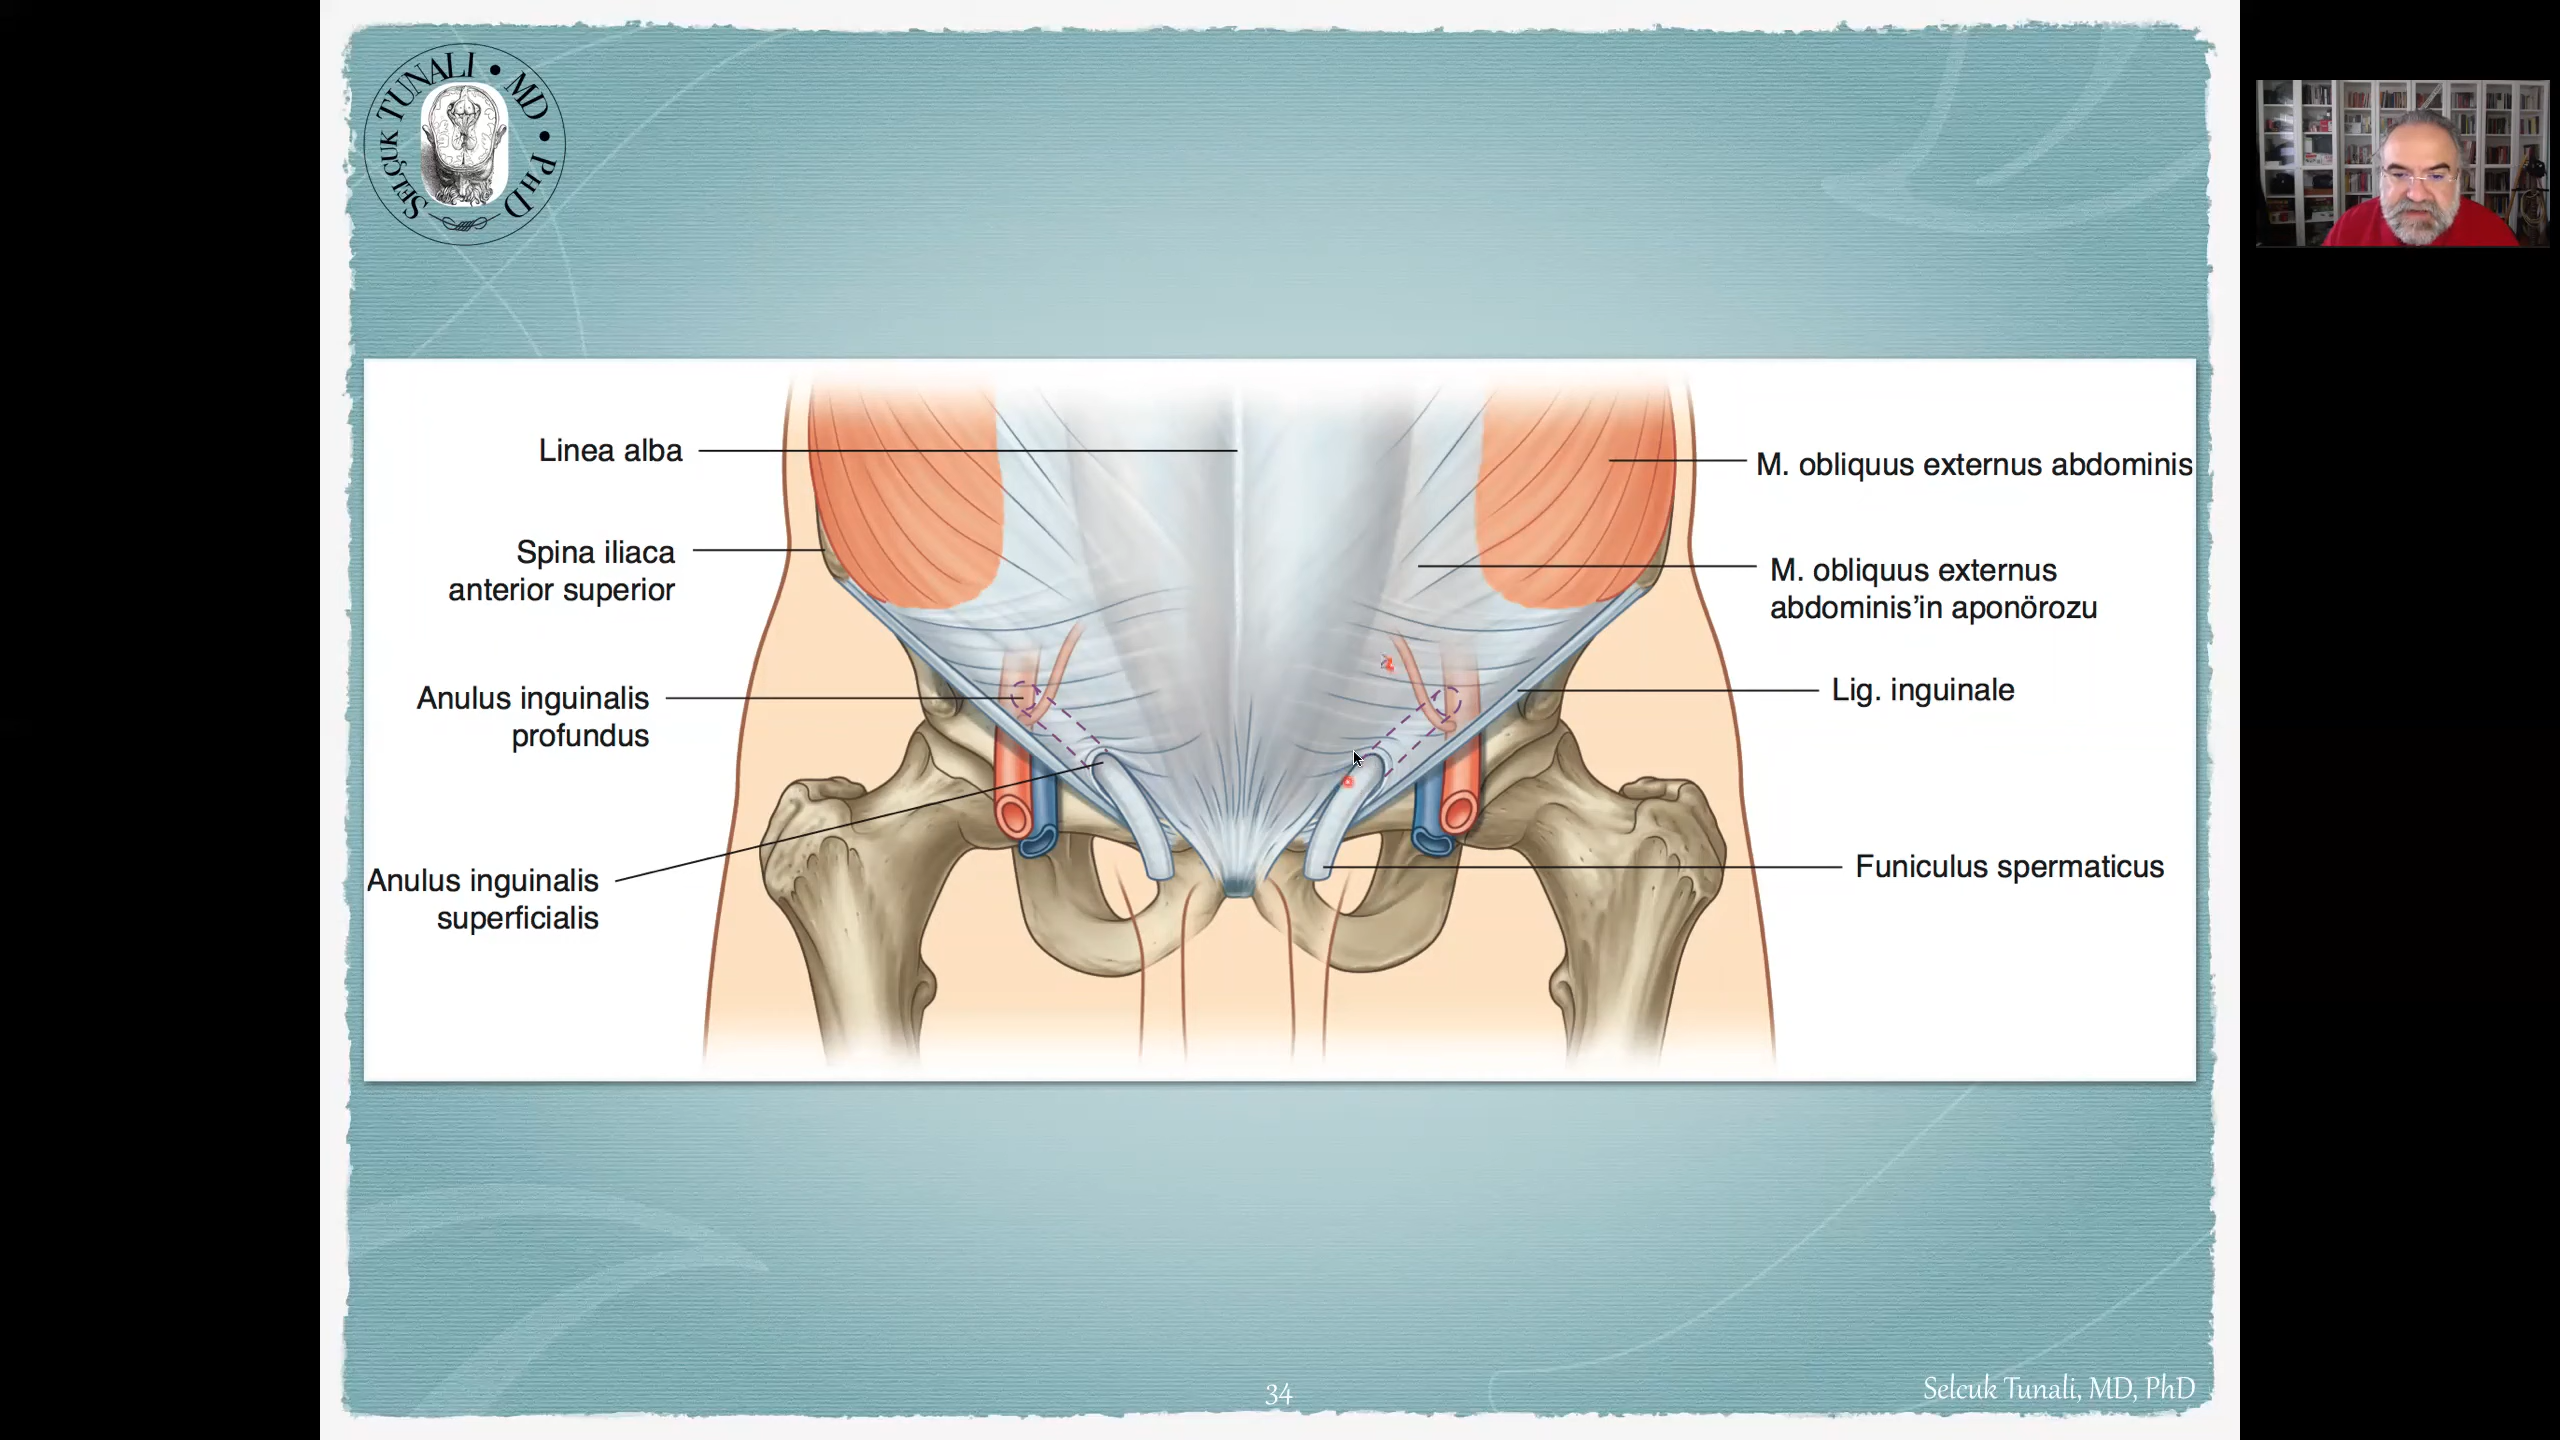 SELÇUK TUNALI • MD • PHD
Linea alba
Spina iliaca
anterior superior
Anulus inguinalis
profundus
Anulus inguinalis
superficialis
M. obliquus externus abdominis
M. obliquus externus
abdominis’in aponörozu
Lig. inguinale
Funiculus spermaticus
34
Selcuk Tunali, MD, PhD